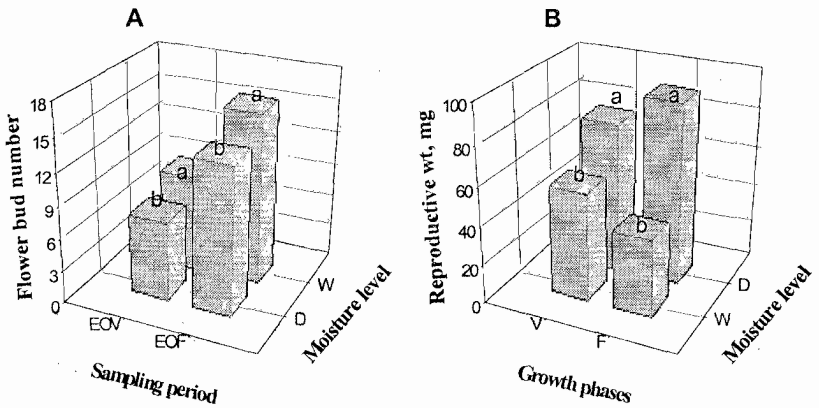 A
Flower bud number
18
15
12
9
6
3
0
b
a
b
a
EOV
EOF
W
D
Sampling period
Moisture level
B
Reproductive wt, mg
100
80
60
40
20
0
b
a
b
a
V
F
D
W
Growth phases
Moisture level